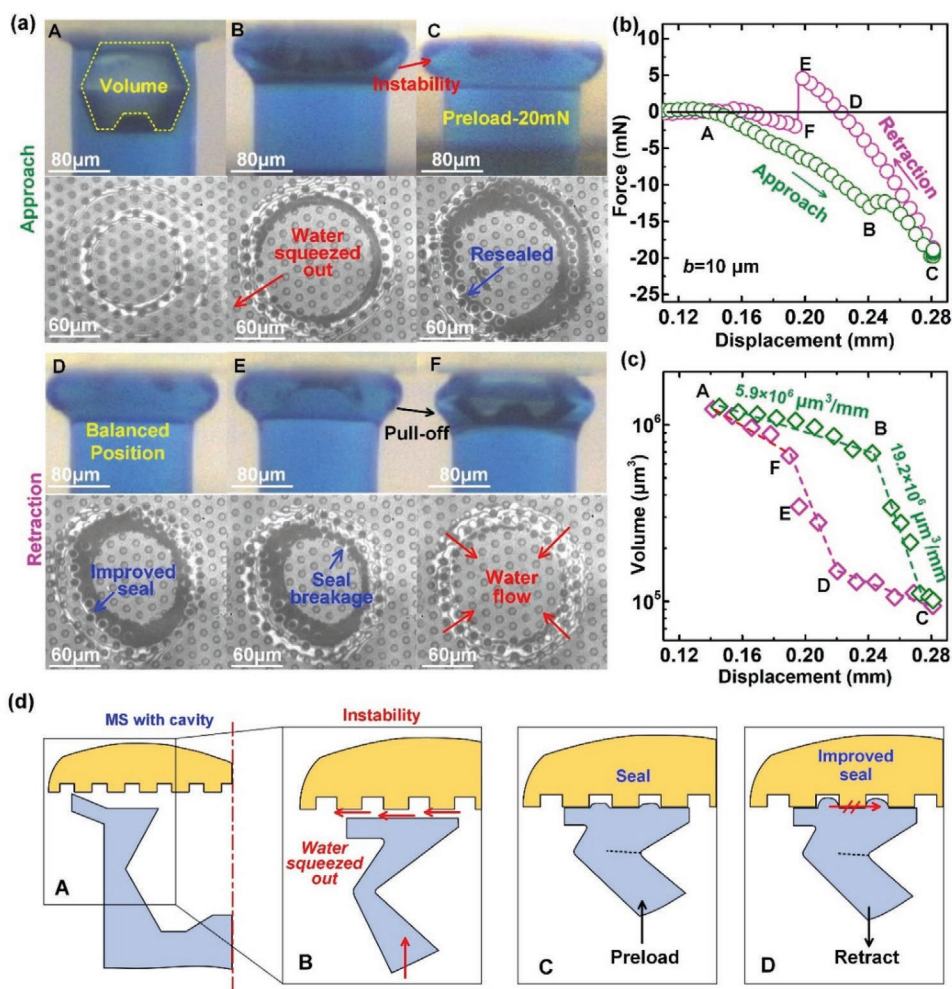 (a)
A
B
C
Volume
Instability
Preload-20mN
80μm
80μm
80μm
Approach
Water
squeezed
out
Resealed
60μm
60μm
60μm
D
E
F
Balanced
Position
Pull-off
80μm
80μm
80μm
Retraction
Improved
seal
Seal
breakage
Water
flow
60μm
60μm
60μm
(b)
10
5
0
-5
-10
-15
-20
-25
Force (mN)
E
D
A
F
Retraction
Approach
B
C
b=10 μm
0.12 0.16 0.20 0.24 0.28
Displacement (mm)
(c)
A
5.9×10⁶ μm³/mm
B
19.2×10⁶ μm³/mm
F
E
D
C
10⁶
10⁵
Volume (μm³)
0.12 0.16 0.20 0.24 0.28
Displacement (mm)
(d)
MS with cavity
A
Instability
Water
squeezed
out
B
Seal
Preload
C
Improved
seal
Retract
D